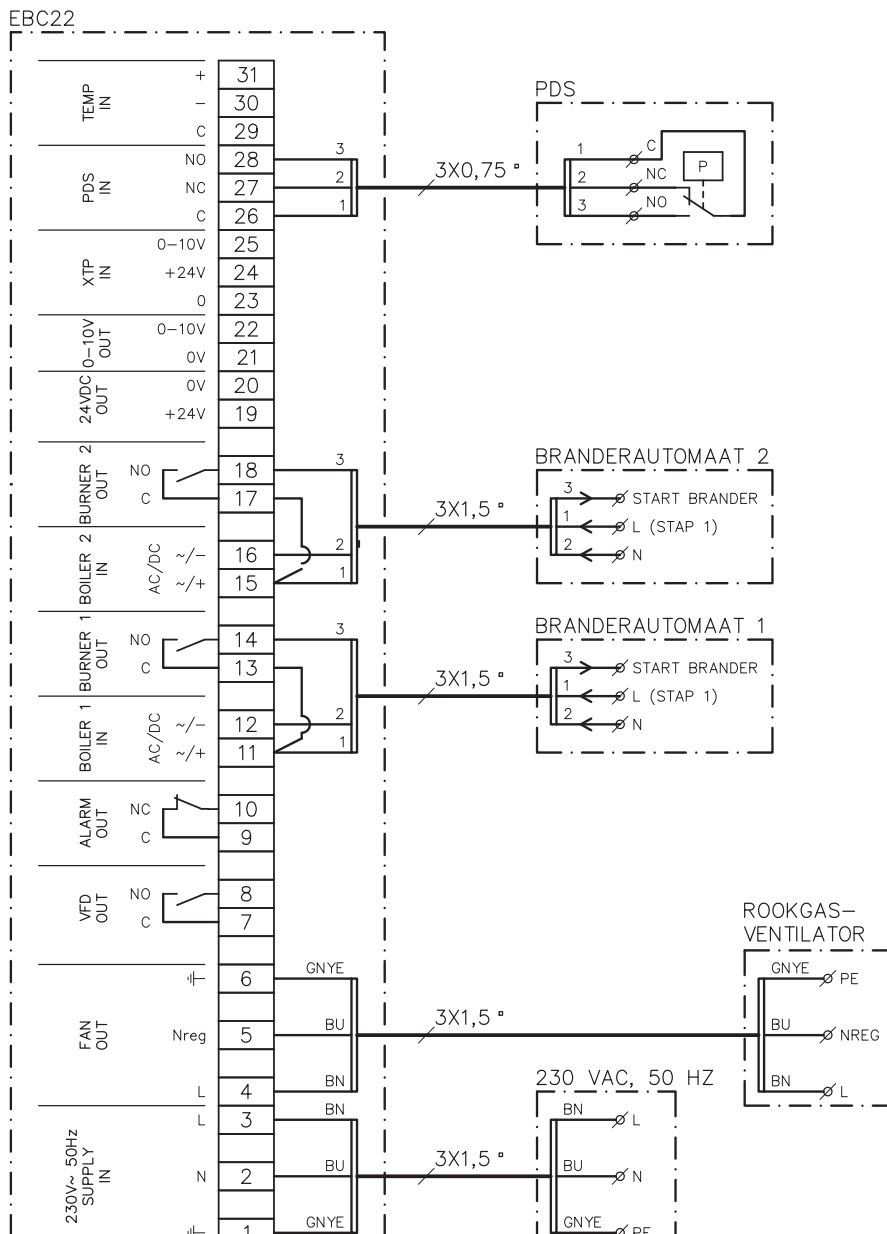 EBC22
TEMP IN
+ 31
− 30
C 29
PDS IN
NO 28 3
NC 27 2
C 26 1
3X0,75 ▫
PDS
1 C
2 NC
3 NO
P
XTP IN
0−10V 25
+24V 24
0 23
0−10V OUT
0−10V 22
0V 21
24VDC OUT
0V 20
+24V 19
BURNER 2 OUT
NO 18 3
C 17
BOILER 2 IN
AC/DC
~/− 16 2
~/+ 15 1
3X1,5 ▫
BRANDERAUTOMAAT 2
3 START BRANDER
1 L (STAP 1)
2 N
BURNER 1 OUT
NO 14 3
C 13
BOILER 1 IN
AC/DC
~/− 12 2
~/+ 11 1
3X1,5 ▫
BRANDERAUTOMAAT 1
3 START BRANDER
1 L (STAP 1)
2 N
ALARM OUT
NC 10
C 9
VFD OUT
NO 8
C 7
FAN OUT
6 GNYE
Nreg 5 BU
L 4 BN
3X1,5 ▫
ROOKGAS−
VENTILATOR
GNYE PE
BU NREG
BN L
230V~ 50Hz SUPPLY IN
L 3 BN
N 2 BU
1 GNYE
3X1,5 ▫
230 VAC, 50 HZ
BN L
BU N
GNYE PE